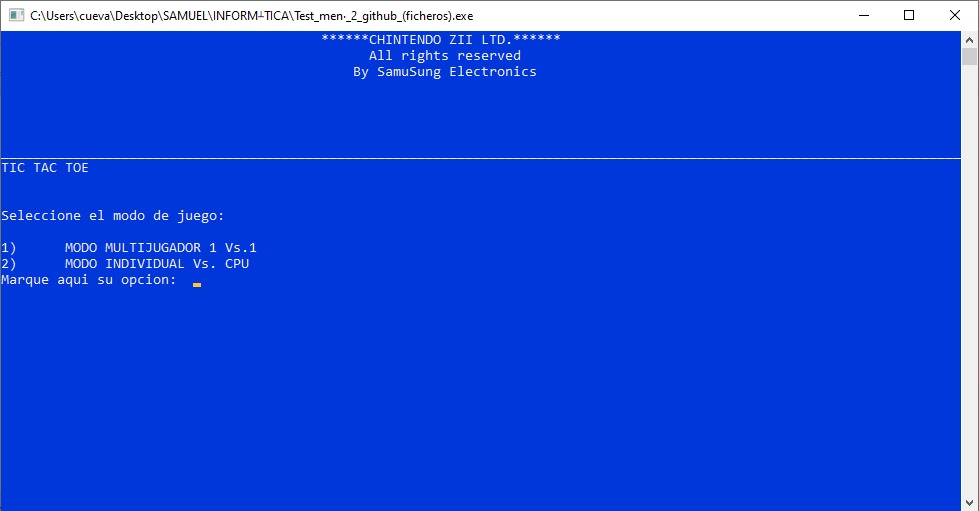 C:\Users\cueva\Desktop\SAMUEL\INFORM┴TICA\Test_men·_2_github_(ficheros).exe
******CHINTENDO ZII LTD.******
All rights reserved
By SamuSung Electronics
TIC TAC TOE
Seleccione el modo de juego:
1) MODO MULTIJUGADOR 1 Vs.1
2) MODO INDIVIDUAL Vs. CPU
Marque aqui su opcion: